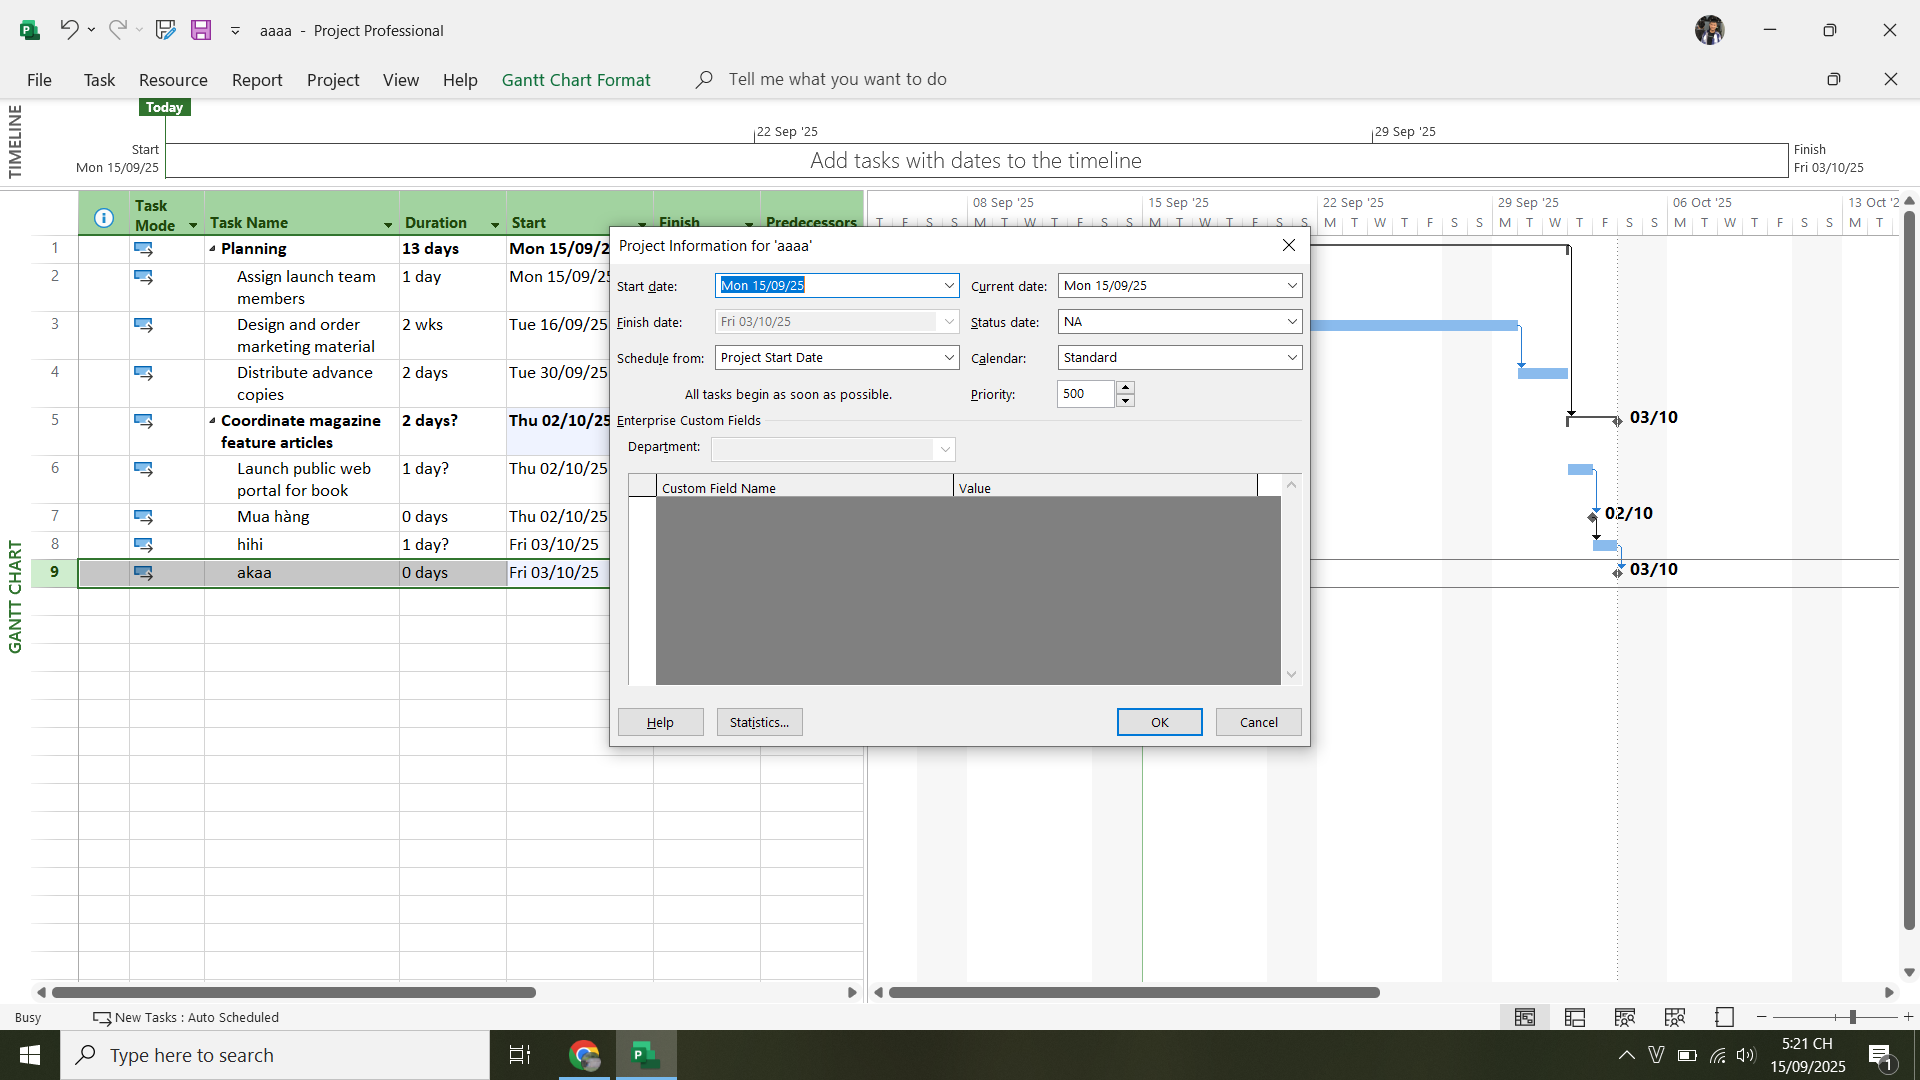 aaaa - Project Professional
File Task Resource Report Project View Help Gantt Chart Format Tell me what you want to do
TIMELINE
Today
22 Sep '25 29 Sep '25
Start
Mon 15/09/25
Add tasks with dates to the timeline
Finish
Fri 03/10/25
Task Mode Task Name Duration Start Finish Predecessors
08 Sep '25 15 Sep '25 22 Sep '25 29 Sep '25 06 Oct '25 13 Oct '2
T F S S M T W T F S S M T F S S M T W T F S S M T W T F S S M T W T F S S M T
GANTT CHART
1 Planning 13 days Mon 15/09/2
2 Assign launch team members 1 day Mon 15/09/25
3 Design and order marketing material 2 wks Tue 16/09/25
4 Distribute advance copies 2 days Tue 30/09/25
5 Coordinate magazine feature articles 2 days? Thu 02/10/25
6 Launch public web portal for book 1 day? Thu 02/10/25
7 Mua hàng 0 days Thu 02/10/25
8 hihi 1 day? Fri 03/10/25
9 akaa 0 days Fri 03/10/25
03/10
02/10
03/10
Project Information for 'aaaa'
Start date: Mon 15/09/25 Current date: Mon 15/09/25
Finish date: Fri 03/10/25 Status date: NA
Schedule from: Project Start Date Calendar: Standard
All tasks begin as soon as possible. Priority: 500
Enterprise Custom Fields
Department:
Custom Field Name Value
Help Statistics... OK Cancel
Busy New Tasks : Auto Scheduled
Type here to search
5:21 CH
15/09/2025
1